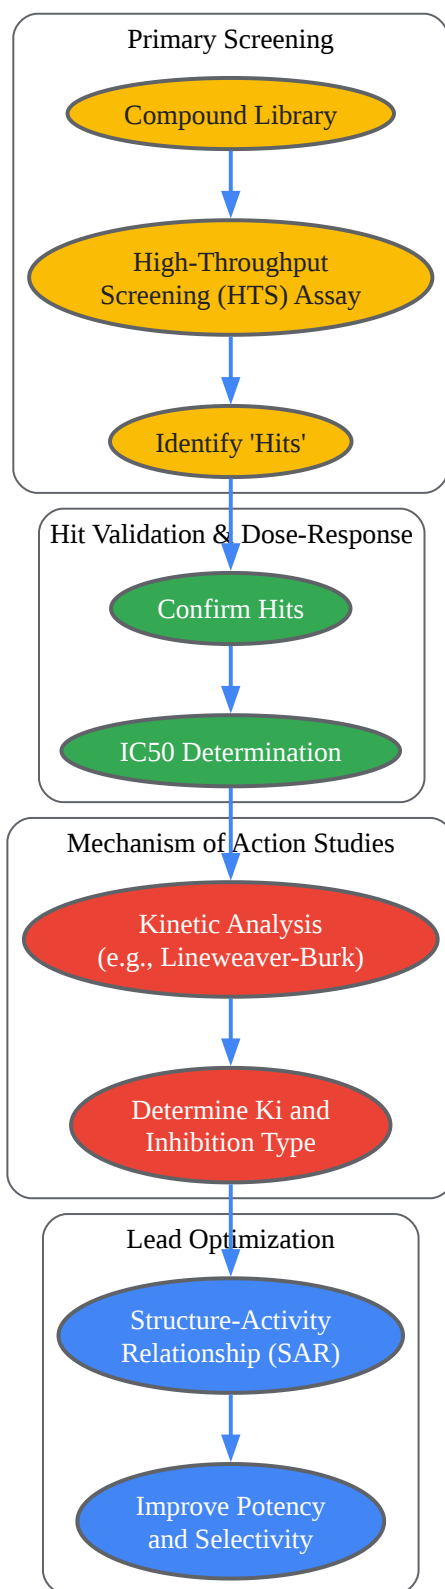 Primary Screening
Compound Library
High-Throughput
Screening (HTS) Assay
Identify 'Hits'
Hit Validation & Dose-Response
Confirm Hits
IC50 Determination
Mechanism of Action Studies
Kinetic Analysis
(e.g., Lineweaver-Burk)
Determine Ki and
Inhibition Type
Lead Optimization
Structure-Activity
Relationship (SAR)
Improve Potency
and Selectivity